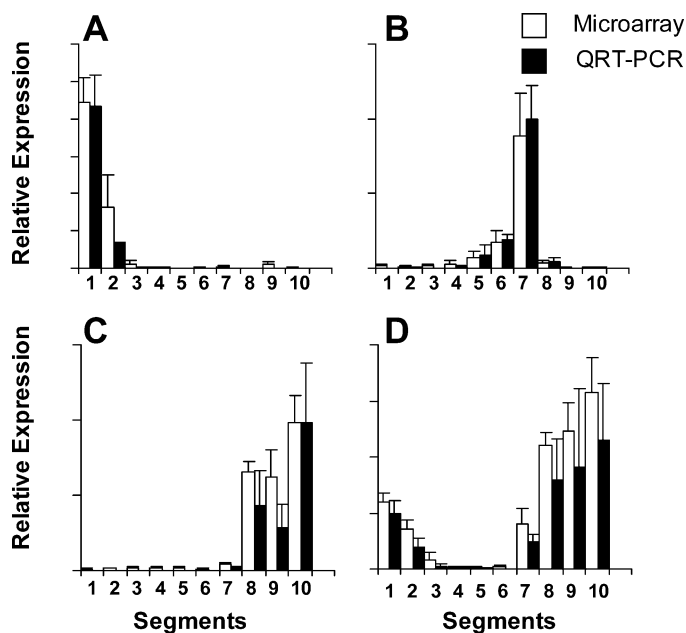 A
B
Microarray
QRT-PCR
Relative Expression
1 2 3 4 5 6 7 8 9 10
1 2 3 4 5 6 7 8 9 10
C
D
Relative Expression
1 2 3 4 5 6 7 8 9 10
1 2 3 4 5 6 7 8 9 10
Segments
Segments